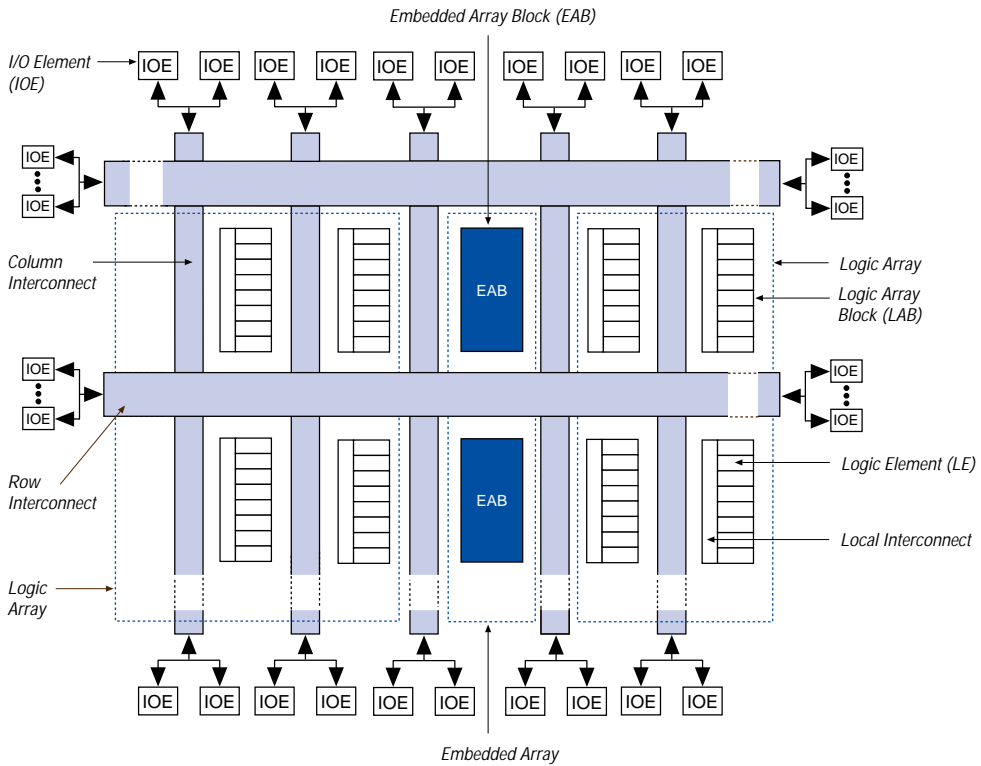 Embedded Array Block (EAB)
I/O Element
(IOE)
IOE IOE IOE IOE IOE IOE IOE IOE IOE IOE
IOE
IOE
IOE
IOE
Column
Interconnect
EAB
Logic Array
Logic Array
Block (LAB)
IOE
IOE
IOE
IOE
Row
Interconnect
EAB
Logic Element (LE)
Local Interconnect
Logic
Array
IOE IOE IOE IOE IOE IOE IOE IOE IOE IOE
Embedded Array